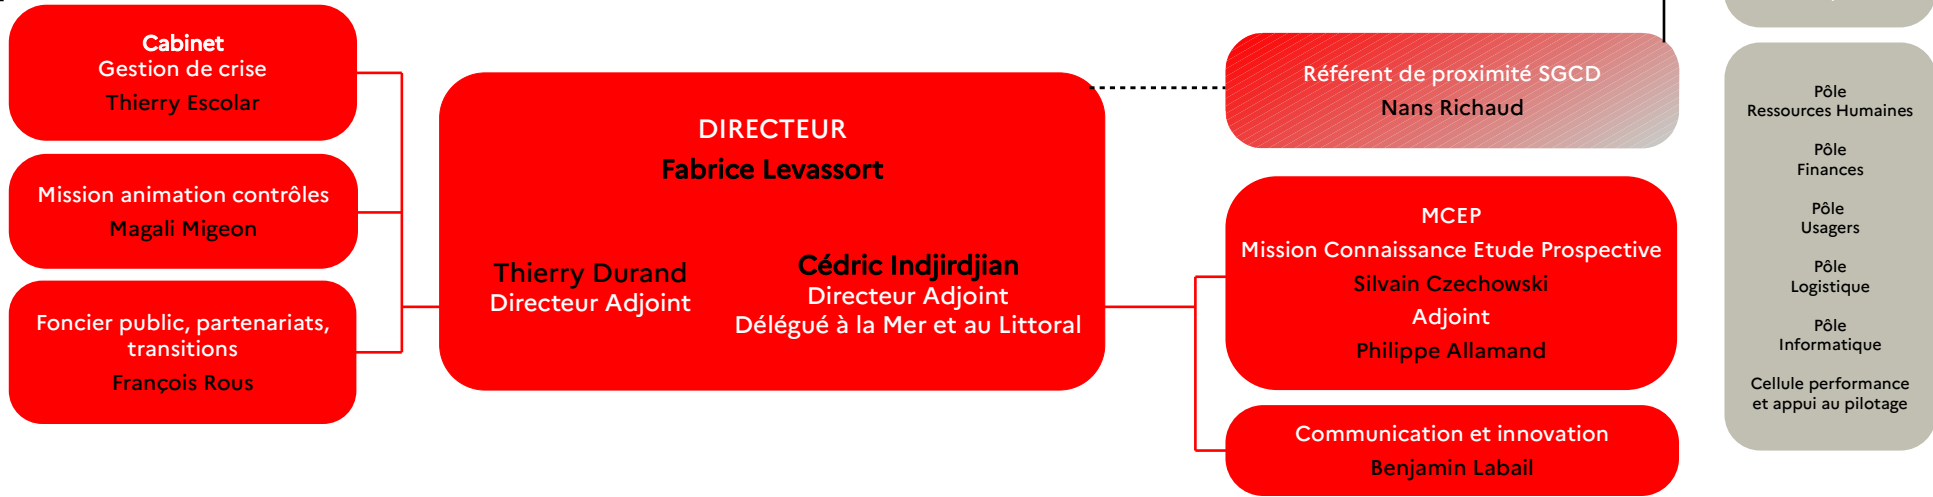 Cabinet
Gestion de crise
Thierry Escolar
Mission animation contrôles
Magali Migeon
Foncier public, partenariats,
transitions
François Rous
DIRECTEUR
Fabrice Levassort
Thierry Durand
Directeur Adjoint
Cédric Indjirdjian
Directeur Adjoint
Délégué à la Mer et au Littoral
Référent de proximité SGCD
Nans Richaud
MCEP
Mission Connaissance Etude Prospective
Silvain Czechowski
Adjoint
Philippe Allamand
Communication et innovation
Benjamin Labail
Pôle
Ressources Humaines
Pôle
Finances
Pôle
Usagers
Pôle
Logistique
Pôle
Informatique
Cellule performance
et appui au pilotage